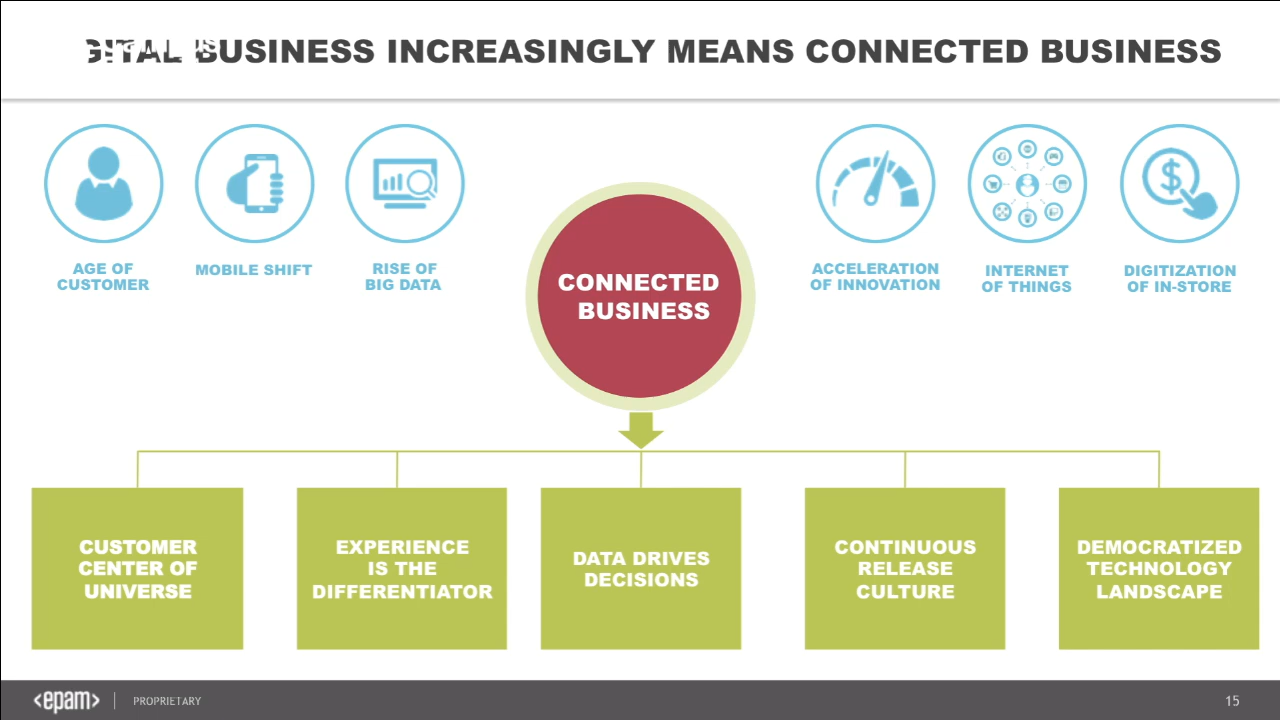 GITAL BUSINESS INCREASINGLY MEANS CONNECTED BUSINESS
AGE OF
CUSTOMER
MOBILE SHIFT
RISE OF
BIG DATA
ACCELERATION
OF INNOVATION
INTERNET
OF THINGS
DIGITIZATION
OF IN-STORE
CONNECTED
BUSINESS
CUSTOMER
CENTER OF
UNIVERSE
EXPERIENCE
IS THE
DIFFERENTIATOR
DATA DRIVES
DECISIONS
CONTINUOUS
RELEASE
CULTURE
DEMOCRATIZED
TECHNOLOGY
LANDSCAPE
<epam> | PROPRIETARY
15